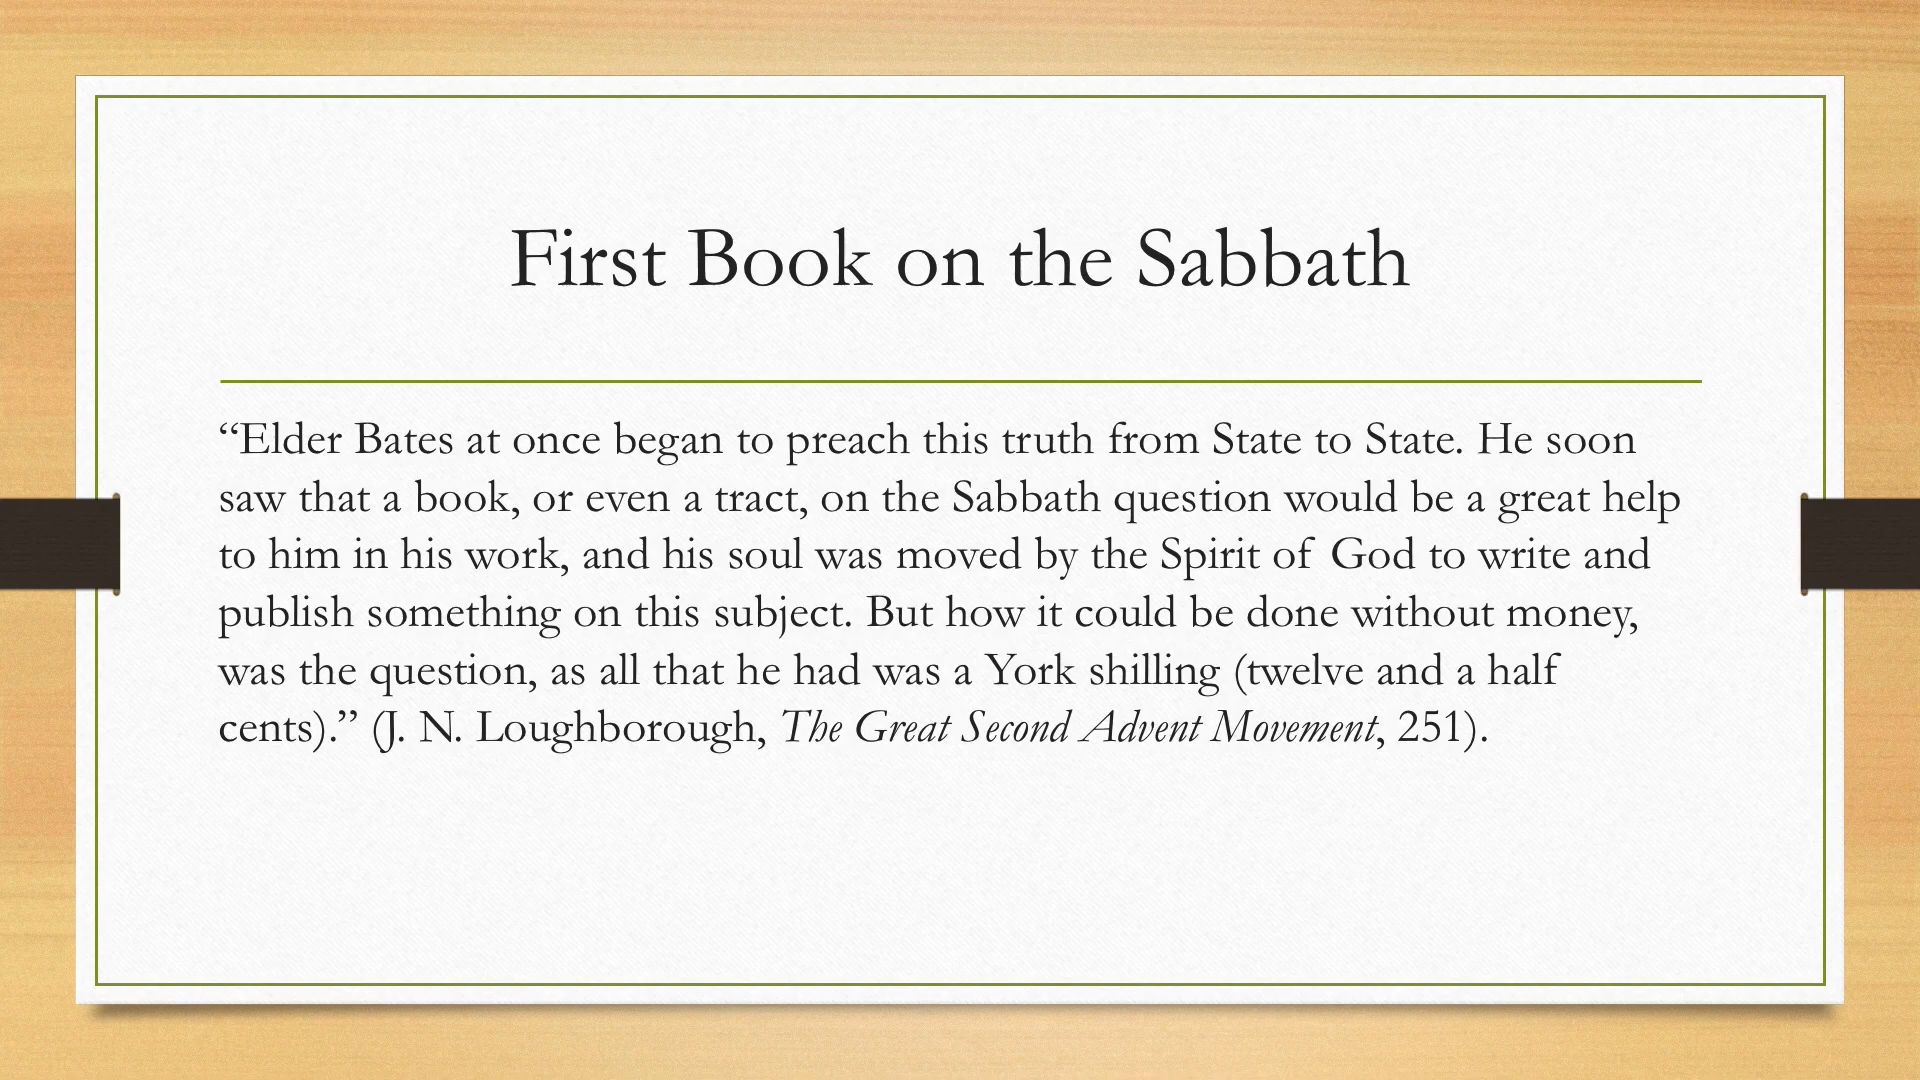 First Book on the Sabbath
“Elder Bates at once began to preach this truth from State to State. He soon
saw that a book, or even a tract, on the Sabbath question would be a great help
to him in his work, and his soul was moved by the Spirit of God to write and
publish something on this subject. But how it could be done without money,
was the question, as all that he had was a York shilling (twelve and a half
cents).” (J. N. Loughborough, The Great Second Advent Movement, 251).